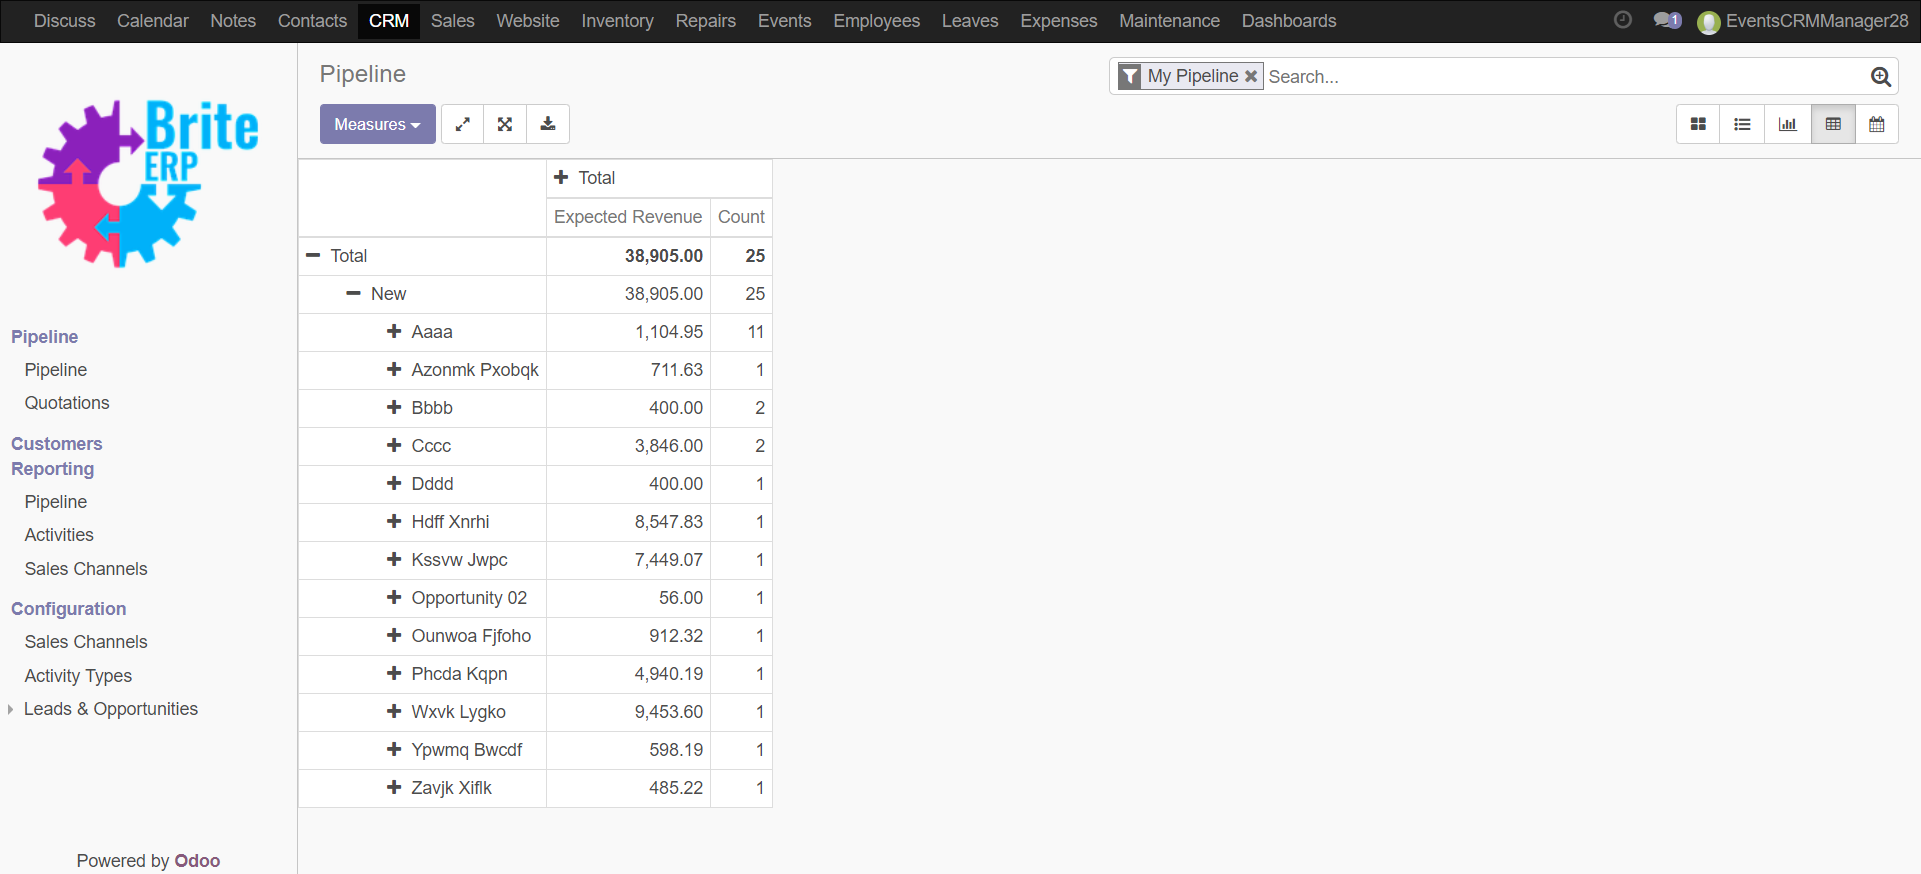 Discuss Calendar Notes Contacts CRM Sales Website Inventory Repairs Events Employees Leaves Expenses Maintenance Dashboards 1 EventsCRMManager28
Brite
ERP
Pipeline
Pipeline
Quotations
Customers
Reporting
Pipeline
Activities
Sales Channels
Configuration
Sales Channels
Activity Types
Leads & Opportunities
Powered by Odoo
Pipeline
My Pipeline Search...
Measures
Total
Expected Revenue Count
Total 38,905.00 25
New 38,905.00 25
Aaaa 1,104.95 11
Azonmk Pxobqk 711.63 1
Bbbb 400.00 2
Cccc 3,846.00 2
Dddd 400.00 1
Hdff Xnrhi 8,547.83 1
Kssvw Jwpc 7,449.07 1
Opportunity 02 56.00 1
Ounwoa Fjfoho 912.32 1
Phcda Kqpn 4,940.19 1
Wxvk Lygko 9,453.60 1
Ypwmq Bwcdf 598.19 1
Zavjk Xiflk 485.22 1